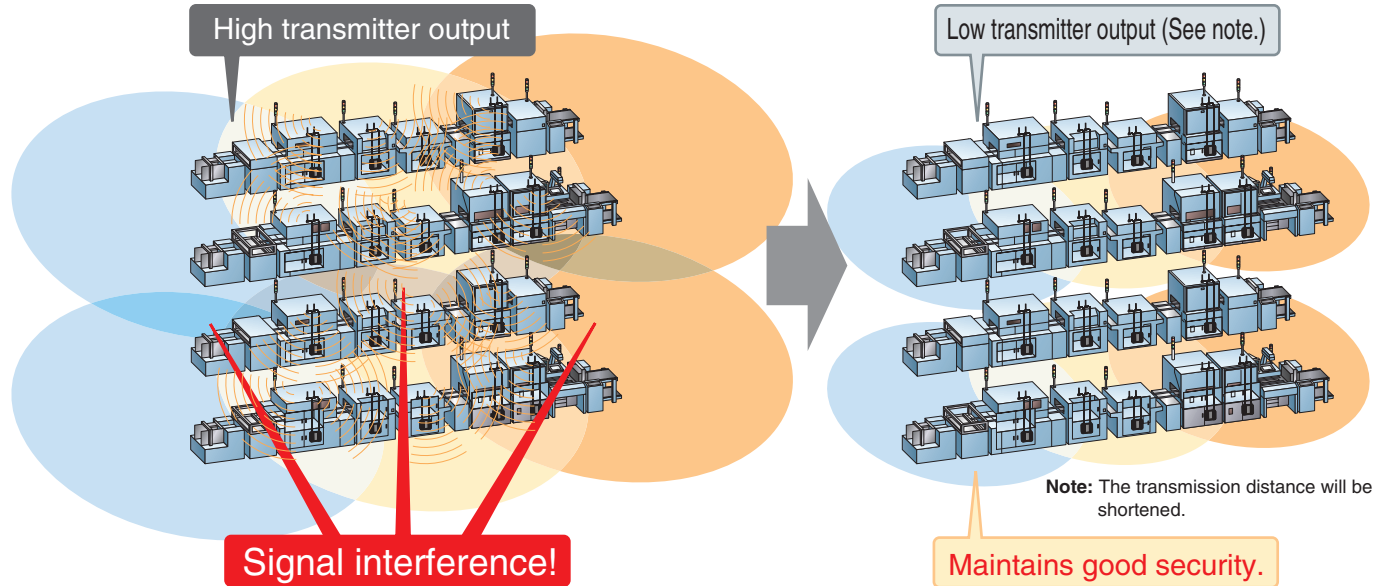 High transmitter output
Low transmitter output (See note.)
Signal interference!
Note: The transmission distance will be
shortened.
Maintains good security.